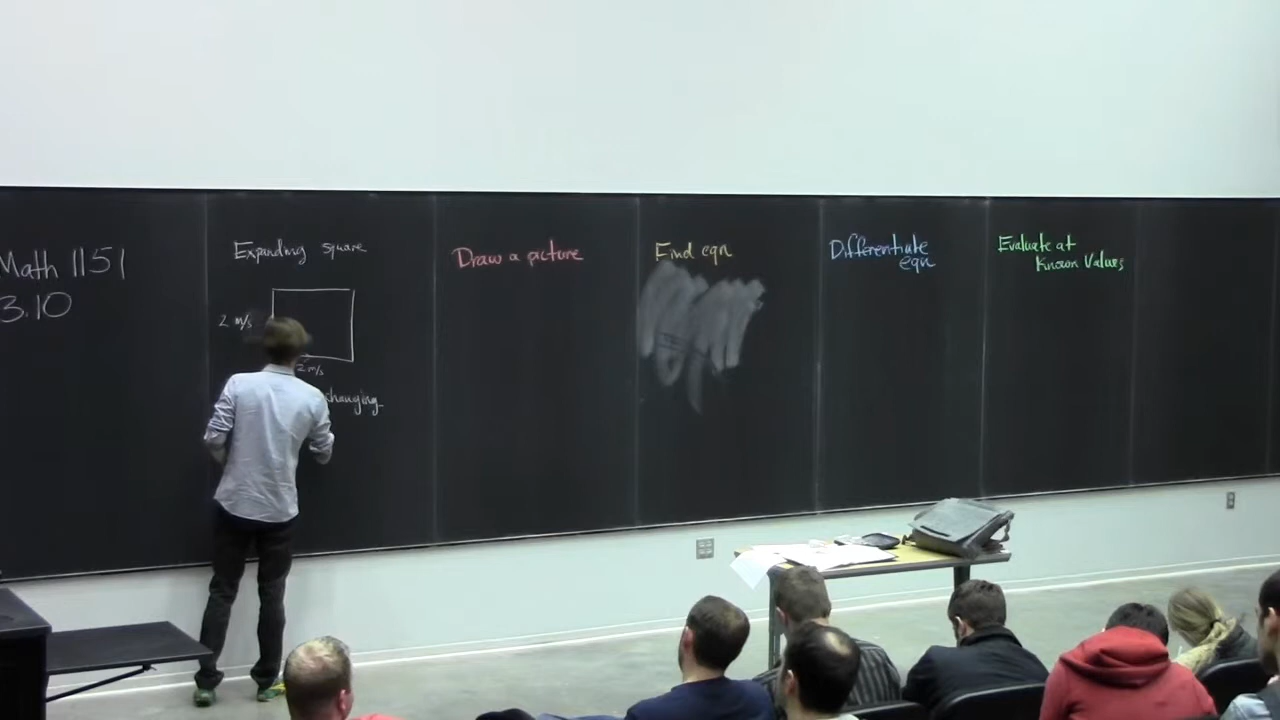 Math 1151
3.10
Expanding square
2 m/s
2 m/s
changing
Draw a picture
Find eqn
Differentiate
eqn
Evaluate at
Known Values